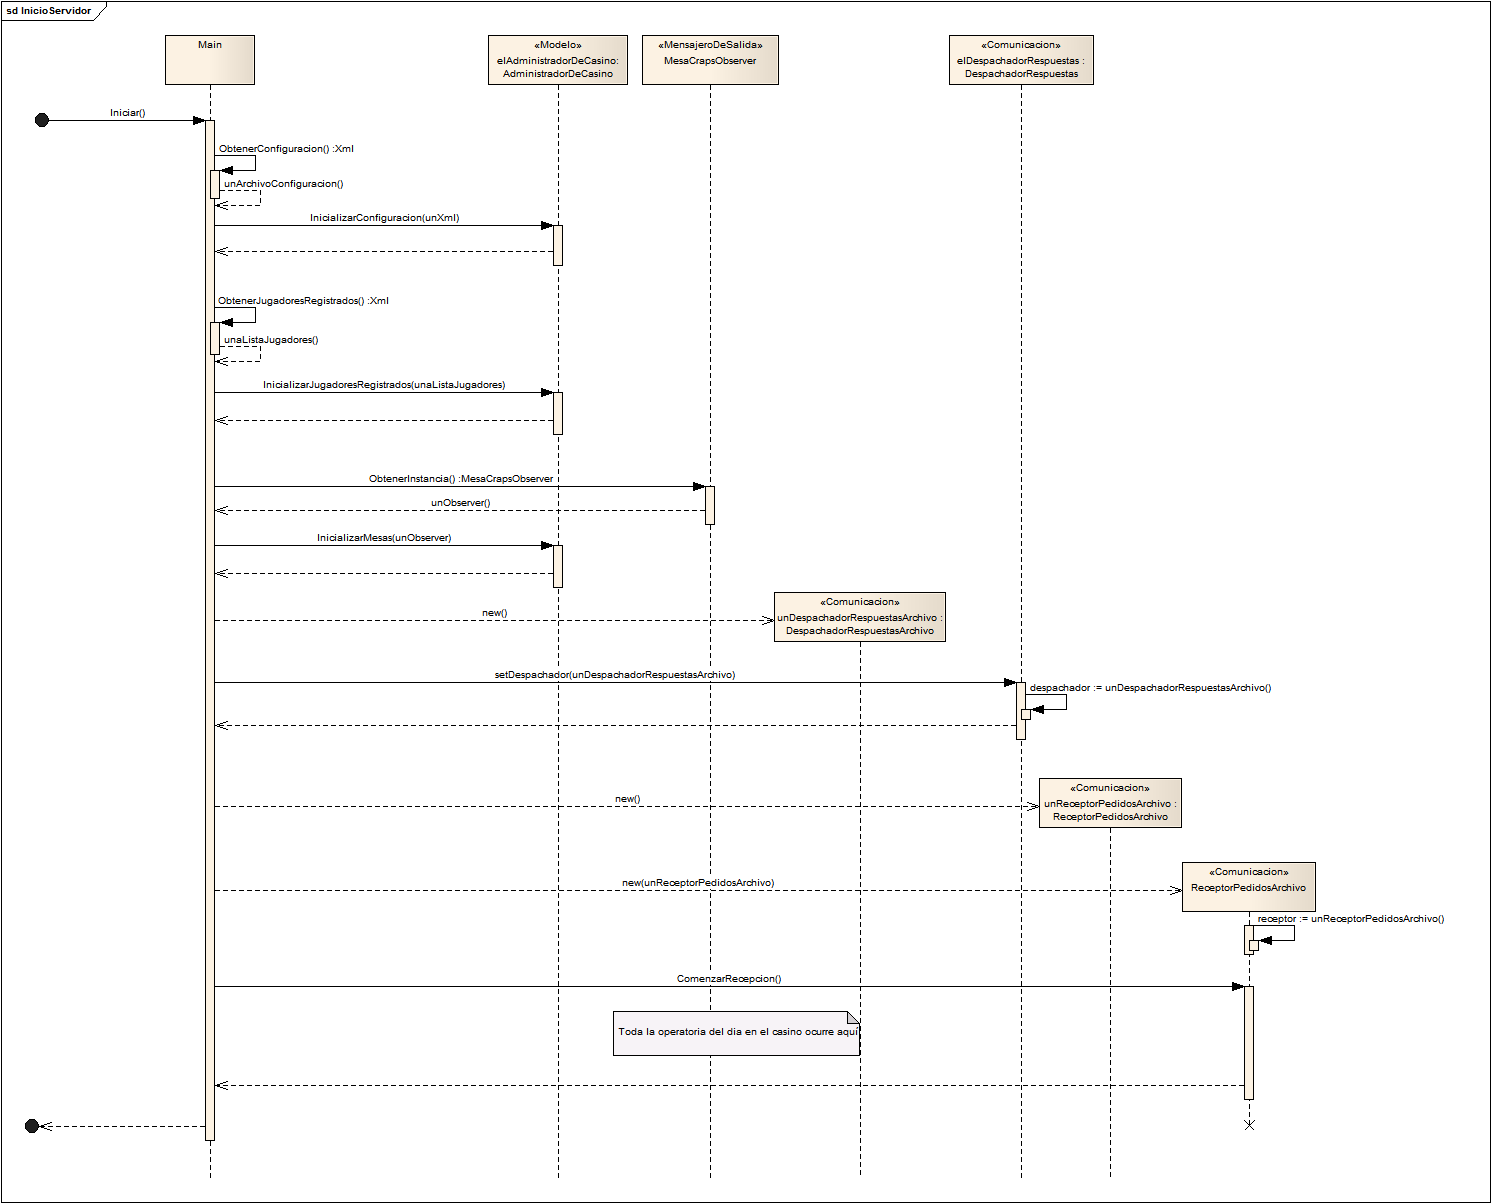 sd InicioServidor
Main
«Modelo»
elAdministradorDeCasino:
AdministradorDeCasino
«MensajeroDeSalida»
MesaCrapsObserver
«Comunicacion»
elDespachadorRespuestas :
DespachadorRespuestas
Iniciar()
ObtenerConfiguracion() :Xml
unArchivoConfiguracion()
InicializarConfiguracion(unXml)
ObtenerJugadoresRegistrados() :Xml
unaListaJugadores()
InicializarJugadoresRegistrados(unaListaJugadores)
ObtenerInstancia() :MesaCrapsObserver
unObserver()
InicializarMesas(unObserver)
«Comunicacion»
unDespachadorRespuestasArchivo :
DespachadorRespuestasArchivo
new()
setDespachador(unDespachadorRespuestasArchivo)
despachador := unDespachadorRespuestasArchivo()
«Comunicacion»
unReceptorPedidosArchivo :
ReceptorPedidosArchivo
new()
«Comunicacion»
ReceptorPedidosArchivo
new(unReceptorPedidosArchivo)
receptor := unReceptorPedidosArchivo()
ComenzarRecepcion()
Toda la operatoria del dia en el casino ocurre aquí